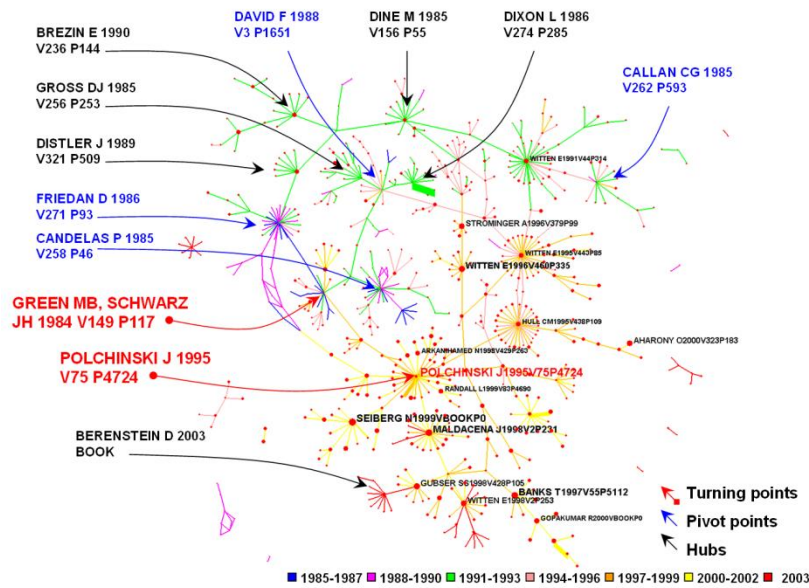 DAVID F 1988
V3 P1651
DINE M 1985
V156 P55
DIXON L 1986
V274 P285
BREZIN E 1990
V236 P144
CALLAN CG 1985
V262 P593
GROSS DJ 1985
V256 P253
DISTLER J 1989
V321 P509
WITTEN E1991V44P314
FRIEDAN D 1986
V271 P93
STROMINGER A1996V379P99
CANDELAS P 1985
V258 P46
WITTEN E1995V443P85
WITTEN E1996V460P335
GREEN MB, SCHWARZ
JH 1984 V149 P117
HULL CM1995V438P109
AHARONY O2000V323P183
ARKANIHAMED N1998V429P263
POLCHINSKI J 1995
V75 P4724
POLCHINSKI J1995V75P4724
RANDALL L1999V83P4690
SEIBERG N1999VBOOKP0
MALDACENA J1998V2P231
BERENSTEIN D 2003
BOOK
GUBSER SS1998V428P105
WITTEN E1998V2P253
BANKS T1997V55P5112
GOPAKUMAR R2000VBOOKP0
Turning points
Pivot points
Hubs
1985-1987 1988-1990 1991-1993 1994-1996 1997-1999 2000-2002 2003